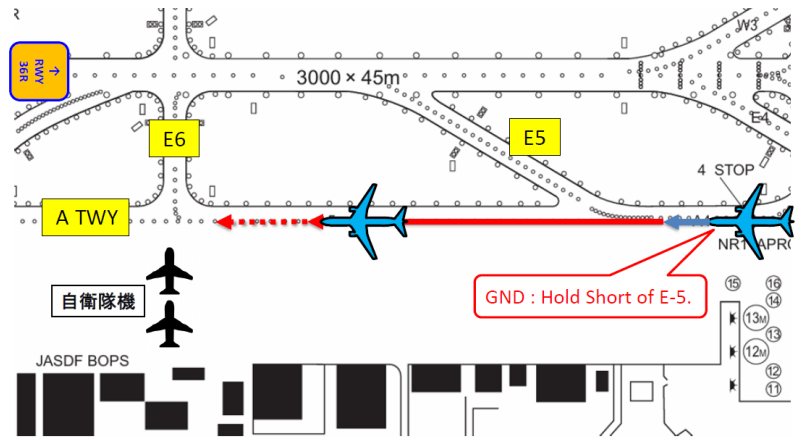 R
W3
↑
RWY
36R
3000 × 45m
E6
E5
E4
4 STOP
A TWY
NR1 APRO
GND : Hold Short of E-5.
自衛隊機
15
16
14
13M
13
12M
12
11
JASDF BOPS